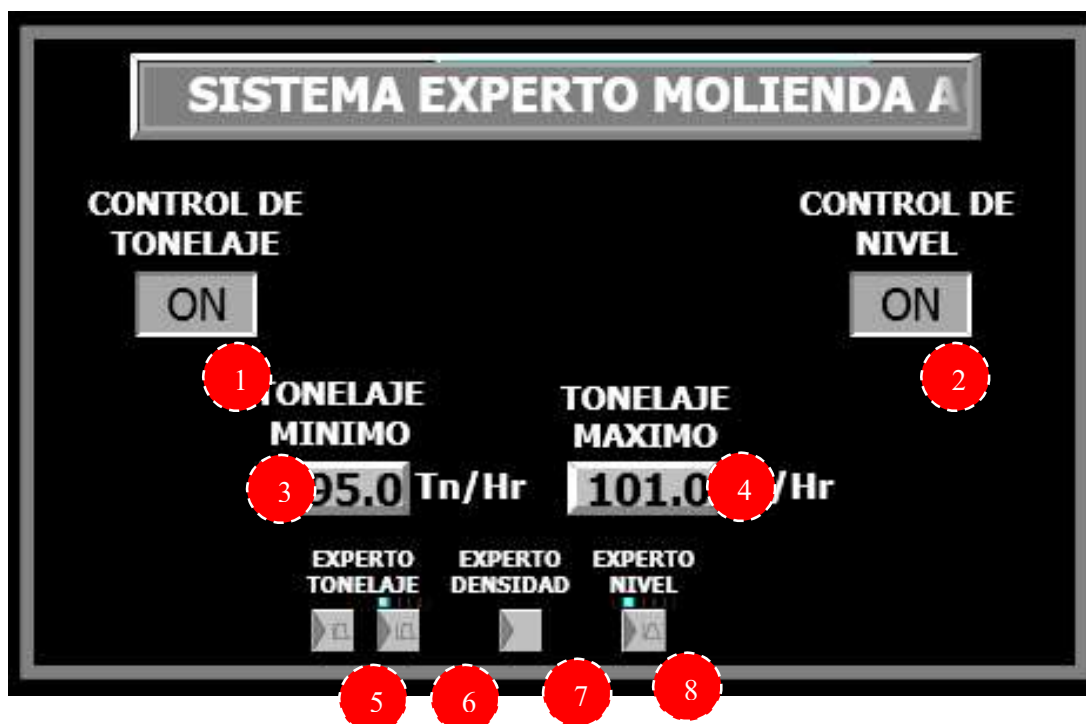 SISTEMA EXPERTO MOLIENDA
CONTROL DE
TONELAJE
ON
CONTROL DE
NIVEL
ON
1
2
TONELAJE
MINIMO
TONELAJE
MAXIMO
3
95.0 Tn/Hr
101.0
4
/Hr
EXPERTO
TONELAJE
EXPERTO
DENSIDAD
EXPERTO
NIVEL
5
6
7
8